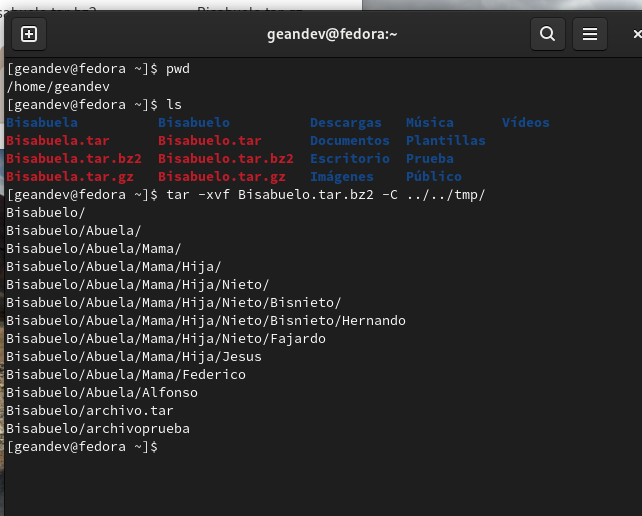 Bisabuelo.tar.gz
geandev@fedora:~
[geandev@fedora ~]$ pwd
/home/geandev
[geandev@fedora ~]$ ls
Bisabuela Bisabuelo Descargas Música Vídeos
Bisabuela.tar Bisabuelo.tar Documentos Plantillas
Bisabuela.tar.bz2 Bisabuelo.tar.bz2 Escritorio Prueba
Bisabuela.tar.gz Bisabuelo.tar.gz Imágenes Público
[geandev@fedora ~]$ tar -xvf Bisabuelo.tar.bz2 -C ../../tmp/
Bisabuelo/
Bisabuelo/Abuela/
Bisabuelo/Abuela/Mama/
Bisabuelo/Abuela/Mama/Hija/
Bisabuelo/Abuela/Mama/Hija/Nieto/
Bisabuelo/Abuela/Mama/Hija/Nieto/Bisnieto/
Bisabuelo/Abuela/Mama/Hija/Nieto/Bisnieto/Hernando
Bisabuelo/Abuela/Mama/Hija/Nieto/Fajardo
Bisabuelo/Abuela/Mama/Hija/Jesus
Bisabuelo/Abuela/Mama/Federico
Bisabuelo/Abuela/Alfonso
Bisabuelo/archivo.tar
Bisabuelo/archivoprueba
[geandev@fedora ~]$